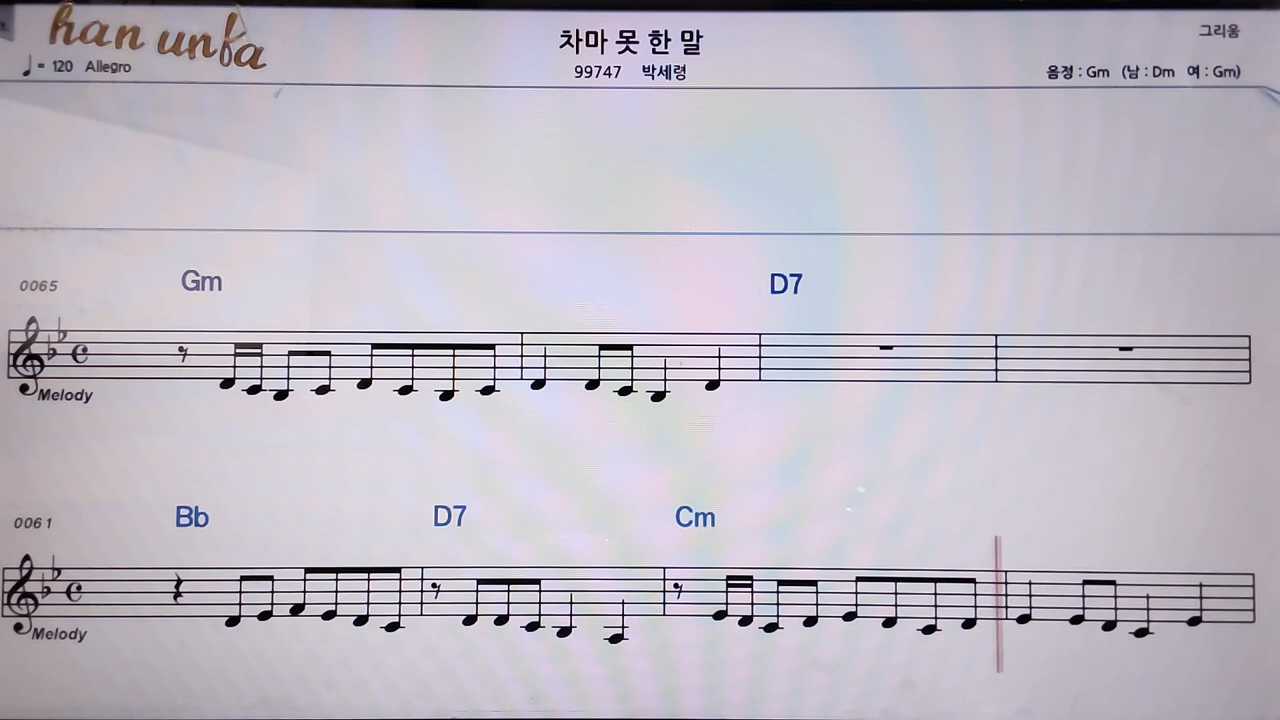 han unba
차마 못 한 말
그리움
♩= 120 Allegro
99747 박세령
음정 : Gm (남 : Dm 여 : Gm)
0065
Gm D7
Melody
0061
Bb D7 Cm
Melody